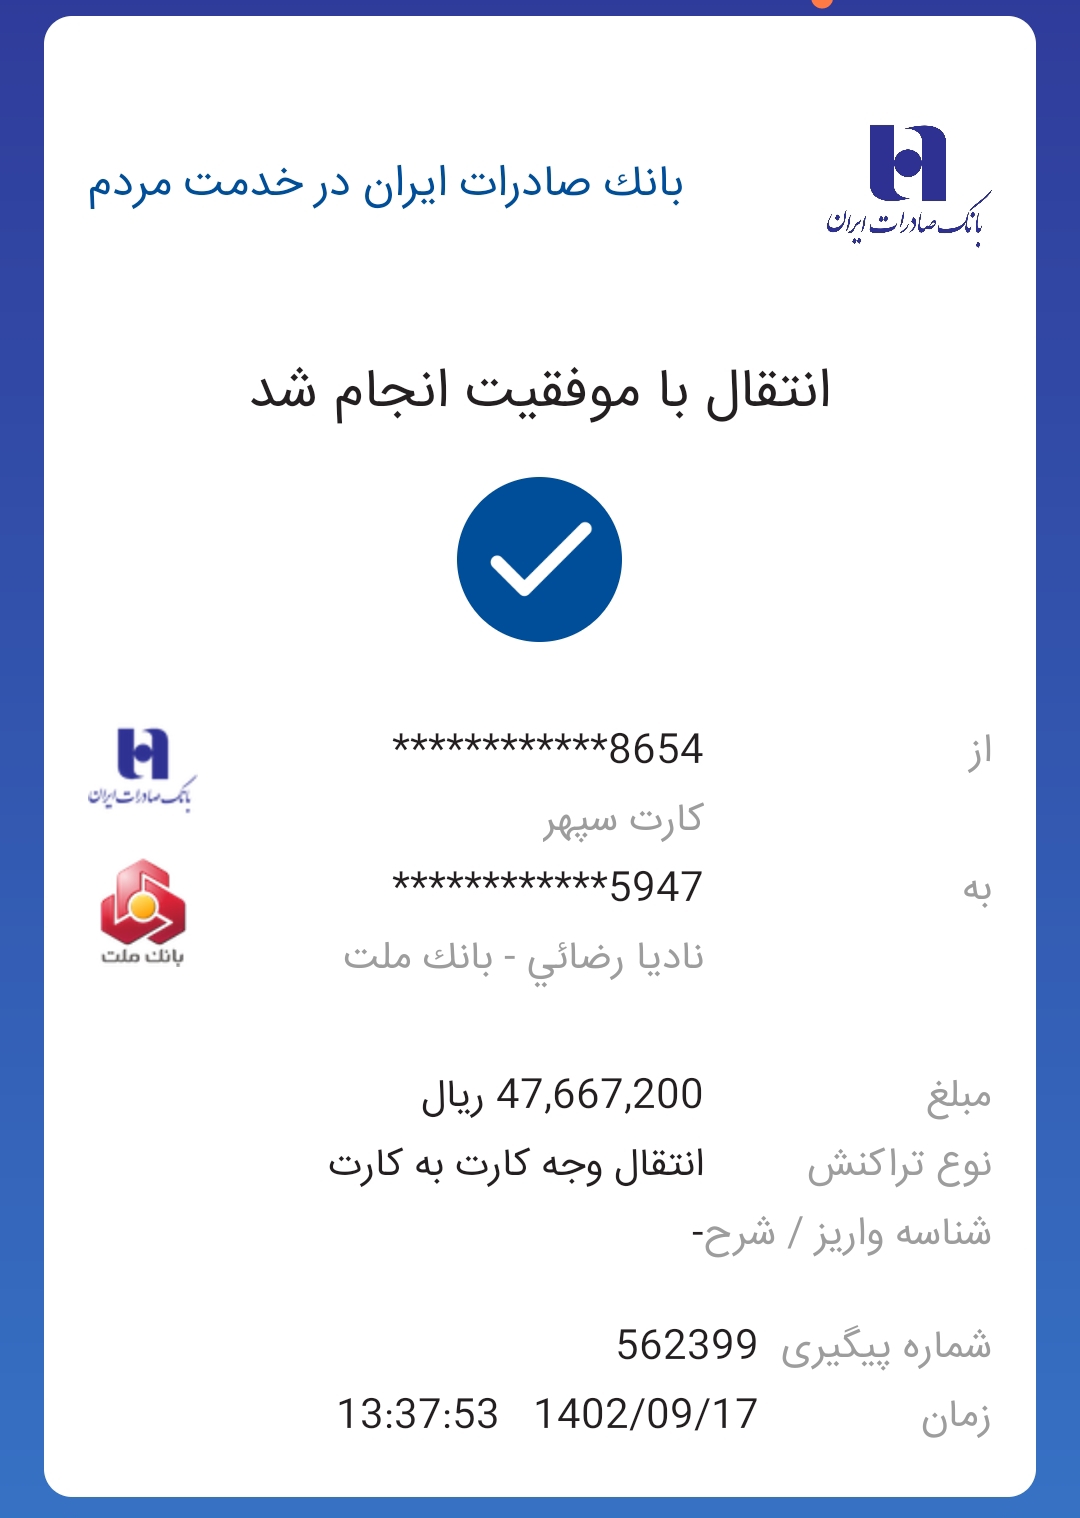 بانك صادرات ایران در خدمت مردم
بانک صادرات ایران
انتقال با موفقیت انجام شد
از ************8654
بانک صادرات ایران
کارت سپهر
به ************5947
نادیا رضائي - بانك ملت
بانك ملت
مبلغ 47,667,200 ریال
نوع تراکنش انتقال وجه کارت به کارت
شناسه واریز / شرح-
شماره پیگیری 562399
زمان 1402/09/17 13:37:53